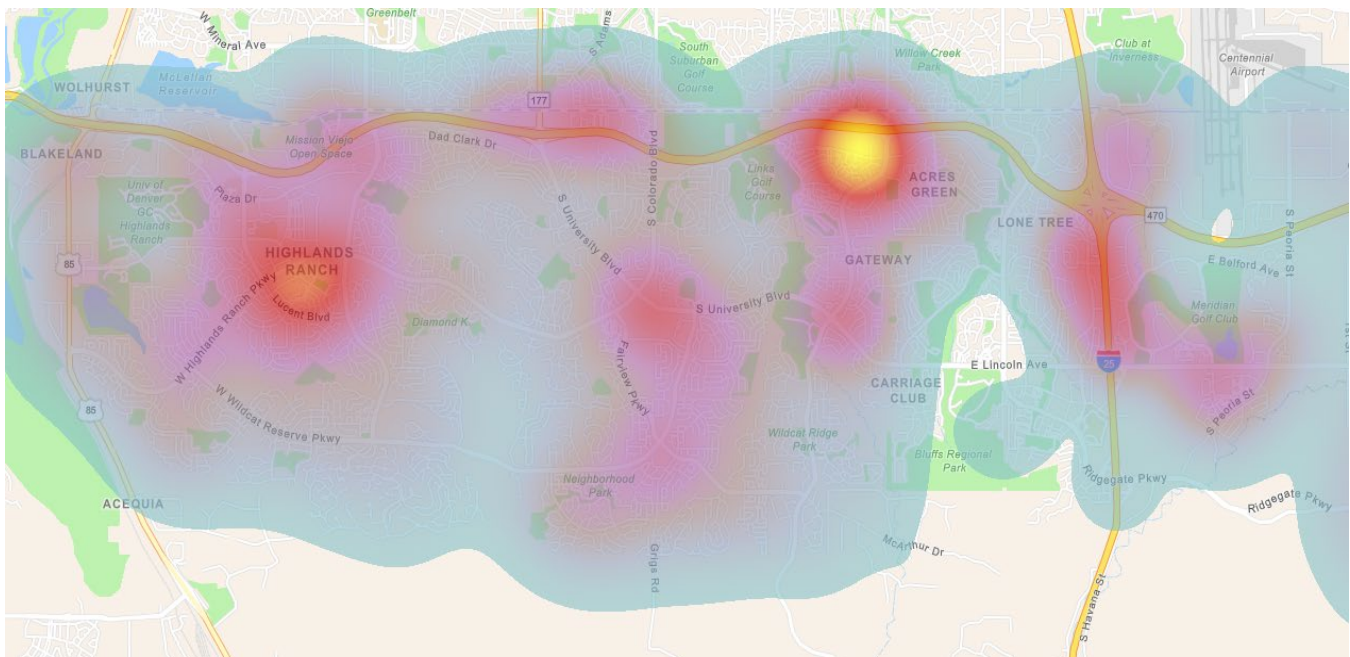 Greenbelt
W Mineral Ave
S Adams
South
Suburban
Golf
Course
Willow Creek
Park
Club at
Inverness
Centennial
Airport
WOLHURST
McLellan
Reservoir
177
BLAKELAND
Mission Viejo
Open Space
Dad Clark Dr
S Colorado Blvd
Links
Golf
Course
ACRES
GREEN
Univ of
Denver
GC
Highlands
Ranch
Plaza Dr
S University Blvd
LONE TREE
470
S Peoria St
HIGHLANDS
RANCH
85
GATEWAY
E Belford Ave
W Highlands Ranch Pkwy
Lucent Blvd
Diamond K
S University Blvd
Meridian
Golf Club
Fairview Pkwy
25
E Lincoln Ave
CARRIAGE
CLUB
85
W Wildcat Reserve Pkwy
S Peoria St
Wildcat Ridge
Park
Bluffs Regional
Park
Neighborhood
Park
Ridgegate Pkwy
Ridgegate Pkwy
ACEQUIA
McArthur Dr
Grigs Rd
S Havana St